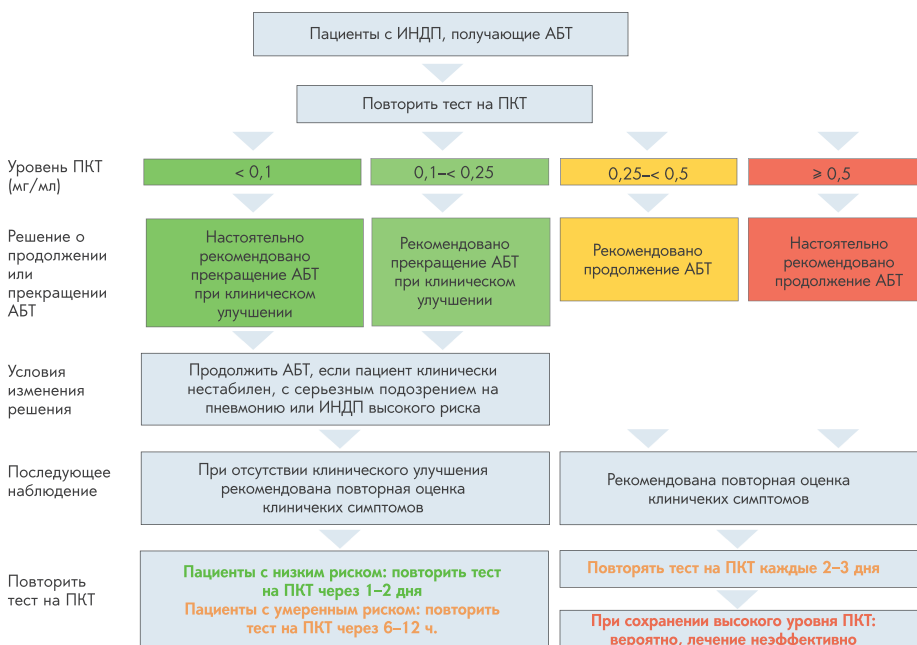 Пациенты с ИНДП, получающие АБТ
Повторить тест на ПКТ
Уровень ПКТ
(мг/мл)
< 0,1
0,1–< 0,25
0,25–< 0,5
⩾ 0,5
Решение о
продолжении
или
прекращении
АБТ
Настоятельно
рекомендовано
прекращение АБТ
при клиническом
улучшении
Рекомендовано
прекращение АБТ
при клиническом
улучшении
Рекомендовано
продолжение АБТ
Настоятельно
рекомендовано
продолжение АБТ
Условия
изменения
решения
Продолжить АБТ, если пациент клинически
нестабилен, с серьезным подозрением на
пневмонию или ИНДП высокого риска
Последующее
наблюдение
При отсутствии клинического улучшения
рекомендована повторная оценка
клиничеких симптомов
Рекомендована повторная оценка
клиничеких симптомов
Повторить
тест на ПКТ
Пациенты с низким риском: повторить тест
на ПКТ через 1–2 дня
Пациенты с умеренным риском: повторить
тест на ПКТ через 6–12 ч.
Повторять тест на ПКТ каждые 2–3 дня
При сохранении высокого уровня ПКТ:
вероятно, лечение неэффективно